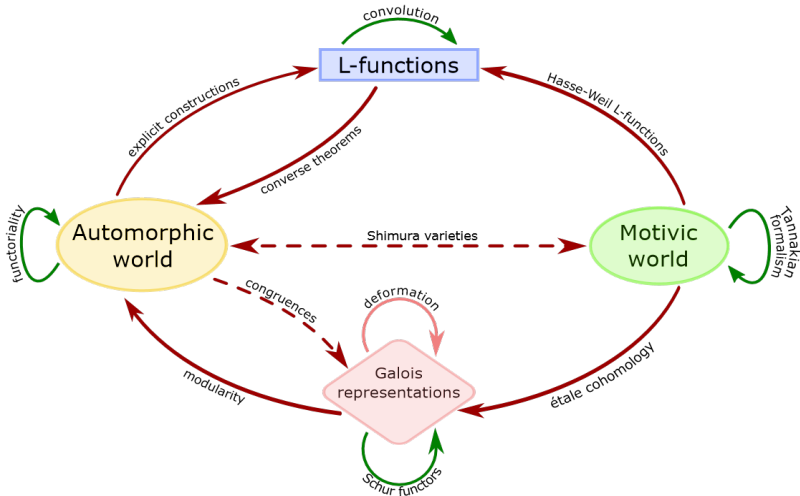 convolution
L-functions
explicit constructions
Hasse-Weil L-functions
converse theorems
functoriality
Automorphic
world
Shimura varieties
Motivic
world
Tannakian
formalism
congruences
deformation
Galois
representations
modularity
étale cohomology
Schur functors